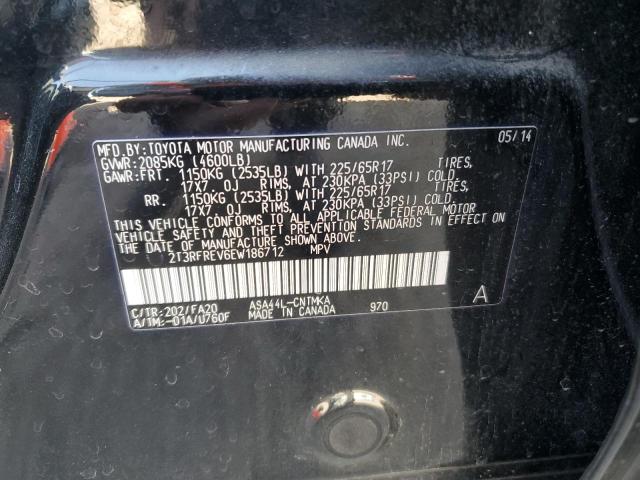 MFD.BY:TOYOTA MOTOR MANUFACTURING CANADA INC. 05/14
GVWR:2085KG (4600LB)
GAWR:FRT. 1150KG (2535LB) WITH 225/65R17 TIRES,
17X7. OJ RIMS, AT 230KPA (33PSI) COLD.
RR. 1150KG (2535LB) WITH 225/65R17 TIRES,
17X7. OJ RIMS, AT 230KPA (33PSI) COLD.
THIS VEHICLE CONFORMS TO ALL APPLICABLE FEDERAL MOTOR
VEHICLE SAFETY AND THEFT PREVENTION STANDARDS IN EFFECT ON
THE DATE OF MANUFACTURE SHOWN ABOVE.
2T3RFREV6EW186712 MPV
C/TR:202/FA20 ASA44L-CNTMKA 970 A
A/TM:-01A/U760F MADE IN CANADA